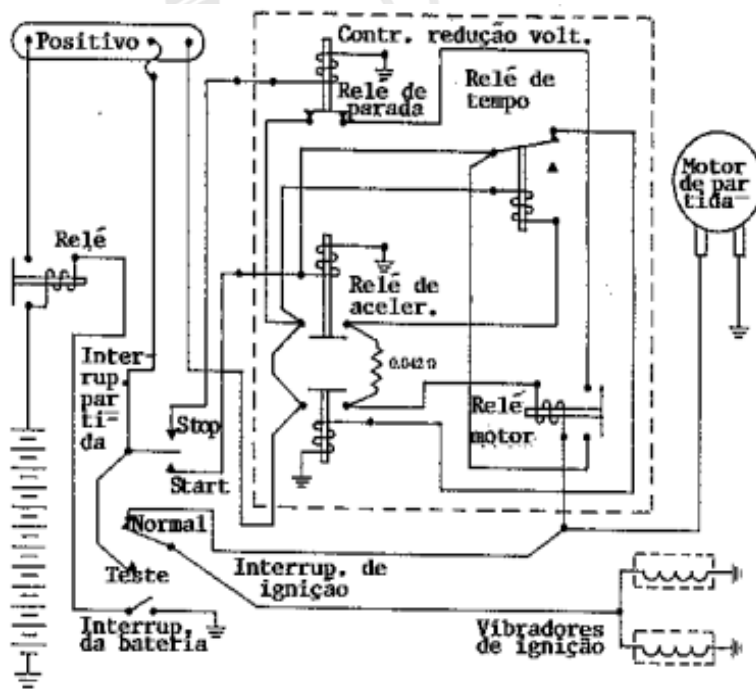 Positivo
Contr. redução volt.
Relé de
parada
Relé de
tempo
Motor
de par
tida
Relé
Relé de
aceler.
0.042Ω
Inter-
rup.
par
ti-
da
Stop
Start
Relé
motor
Normal
Teste
Interrup. de
ignição
Interrup.
da bateria
Vibradores
de ignição